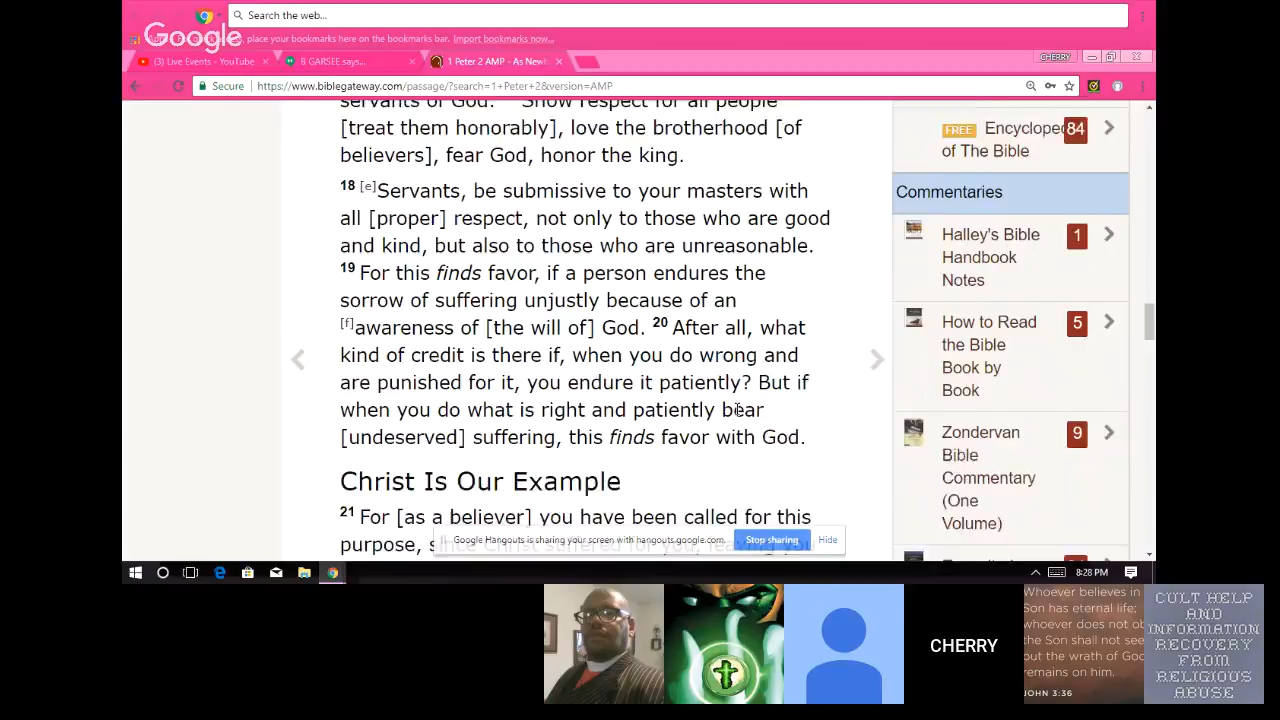 Search the web...
Google
place your bookmarks here on the bookmarks bar. Import bookmarks now...
(3) Live Events - YouTube
B GARSEE says...
1 Peter 2 AMP - As Newb
CHERRY
Secure
https://www.biblegateway.com/passage/?search=1+Peter+2&version=AMP
servants of God. Show respect for all people
[treat them honorably], love the brotherhood [of
believers], fear God, honor the king.
18 [e]Servants, be submissive to your masters with
all [proper] respect, not only to those who are good
and kind, but also to those who are unreasonable.
19 For this finds favor, if a person endures the
sorrow of suffering unjustly because of an
[f]awareness of [the will of] God. 20 After all, what
kind of credit is there if, when you do wrong and
are punished for it, you endure it patiently? But if
when you do what is right and patiently bear
[undeserved] suffering, this finds favor with God.
Christ Is Our Example
21 For [as a believer] you have been called for this
purpose, since Christ suffered for you, leaving you
FREE Encycloped 84
of The Bible
Commentaries
Halley's Bible
Handbook
Notes
1
How to Read
the Bible
Book by
Book
5
Zondervan
Bible
Commentary
(One
Volume)
9
Google Hangouts is sharing your screen with hangouts.google.com.
Stop sharing
Hide
8:28 PM
CHERRY
Whoever believes in
Son has eternal life;
whoever does not ob
the Son shall not see
but the wrath of God
remains on him.
JOHN 3:36
CULT HELP
AND
INFORMATION
RECOVERY
FROM
RELIGIOUS
ABUSE